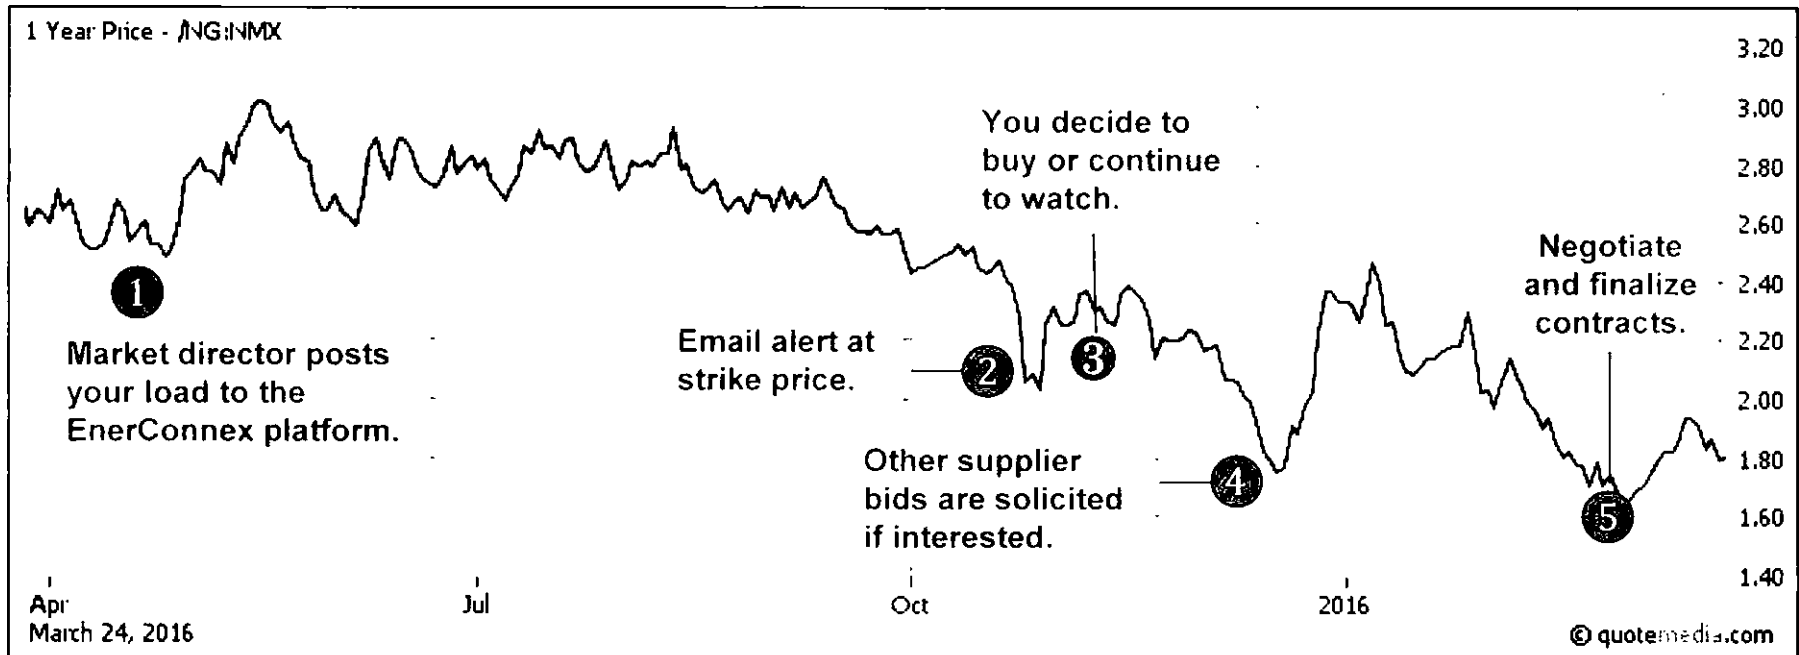 1 Year Price - /NG:NMX
3.20
3.00
You decide to
buy or continue
to watch.
2.80
2.60
Negotiate
and finalize
contracts.
2.40
1
Market director posts
your load to the
EnerConnex platform.
Email alert at
strike price.
2
3
2.20
2.00
Other supplier
bids are solicited
if interested.
4
1.80
5
1.60
1.40
Apr
Jul
Oct
2016
March 24, 2016
© quotemedia.com